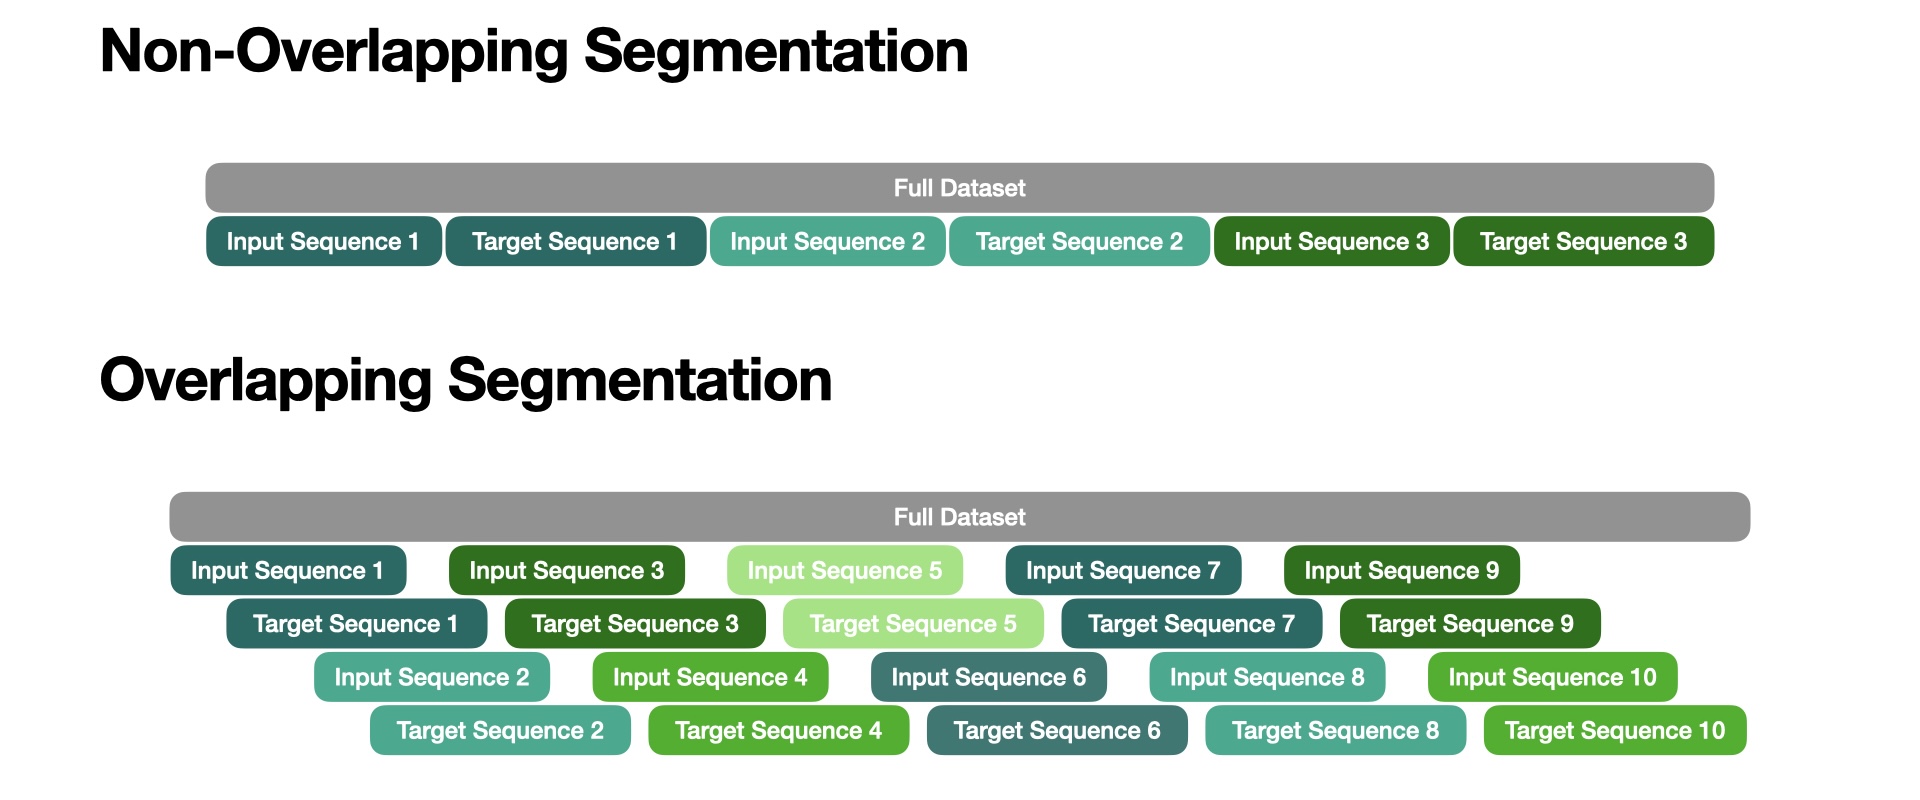 Non-Overlapping Segmentation
Full Dataset
Input Sequence 1 Target Sequence 1 Input Sequence 2 Target Sequence 2 Input Sequence 3 Target Sequence 3
Overlapping Segmentation
Full Dataset
Input Sequence 1 Input Sequence 3 Input Sequence 5 Input Sequence 7 Input Sequence 9
Target Sequence 1 Target Sequence 3 Target Sequence 5 Target Sequence 7 Target Sequence 9
Input Sequence 2 Input Sequence 4 Input Sequence 6 Input Sequence 8 Input Sequence 10
Target Sequence 2 Target Sequence 4 Target Sequence 6 Target Sequence 8 Target Sequence 10